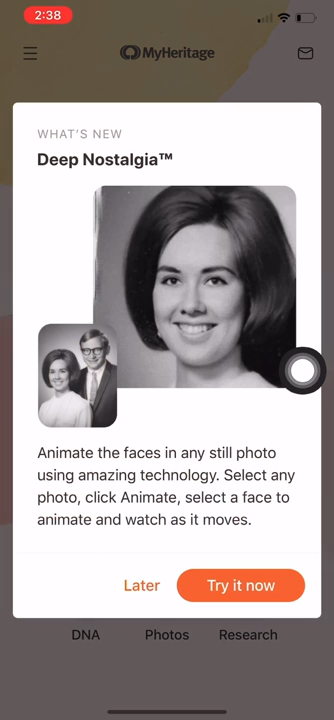 2:38
MyHeritage
WHAT'S NEW
Deep Nostalgia™
Animate the faces in any still photo
using amazing technology. Select any
photo, click Animate, select a face to
animate and watch as it moves.
Later
Try it now
DNA
Photos
Research